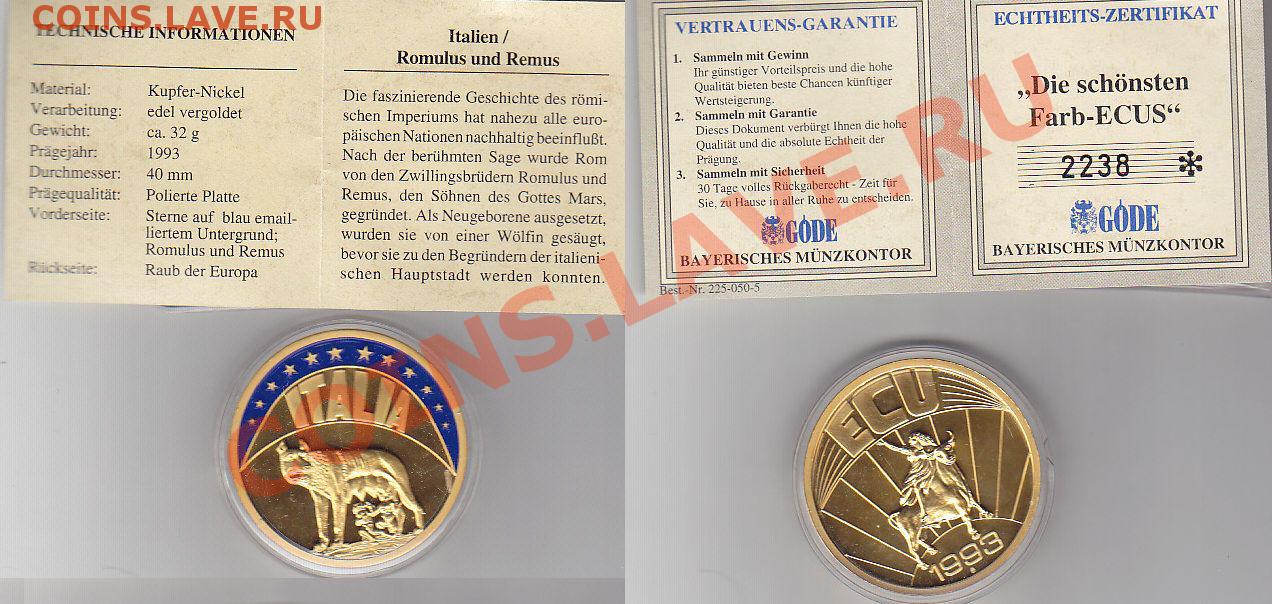 COINS.LAVE.RU
TECHNISCHE INFORMATIONEN
Material: Kupfer-Nickel
Verarbeitung: edel vergoldet
Gewicht: ca. 32 g
Prägejahr: 1993
Durchmesser: 40 mm
Prägequalität: Polierte Platte
Vorderseite: Sterne auf blau email-
liertem Untergrund;
Romulus und Remus
Rückseite: Raub der Europa
Italien /
Romulus und Remus
Die faszinierende Geschichte des römi-
schen Imperiums hat nahezu alle euro-
päischen Nationen nachhaltig beeinflußt.
Nach der berühmten Sage wurde Rom
von den Zwillingsbrüdern Romulus und
Remus, den Söhnen des Gottes Mars,
gegründet. Als Neugeborene ausgesetzt,
wurden sie von einer Wölfin gesäugt,
bevor sie zu den Begründern der italieni-
schen Hauptstadt werden konnten.
VERTRAUENS-GARANTIE
1. Sammeln mit Gewinn
Ihr günstiger Vorteilspreis und die hohe
Qualität bieten beste Chancen künftiger
Wertsteigerung.
2. Sammeln mit Garantie
Dieses Dokument verbürgt Ihnen die hohe
Qualität und die absolute Echtheit der
Prägung.
3. Sammeln mit Sicherheit
30 Tage volles Rückgaberecht - Zeit für
Sie, zu Hause in aller Ruhe zu entscheiden.
GÖDE
BAYERISCHES MÜNZKONTOR
Best.-Nr. 225-050-5
ECHTHEITS-ZERTIFIKAT
„Die schönsten
Farb-ECUS“
2238 *
GÖDE
BAYERISCHES MÜNZKONTOR
COINS.LAVE.RU
ITALIA
ECU
1993